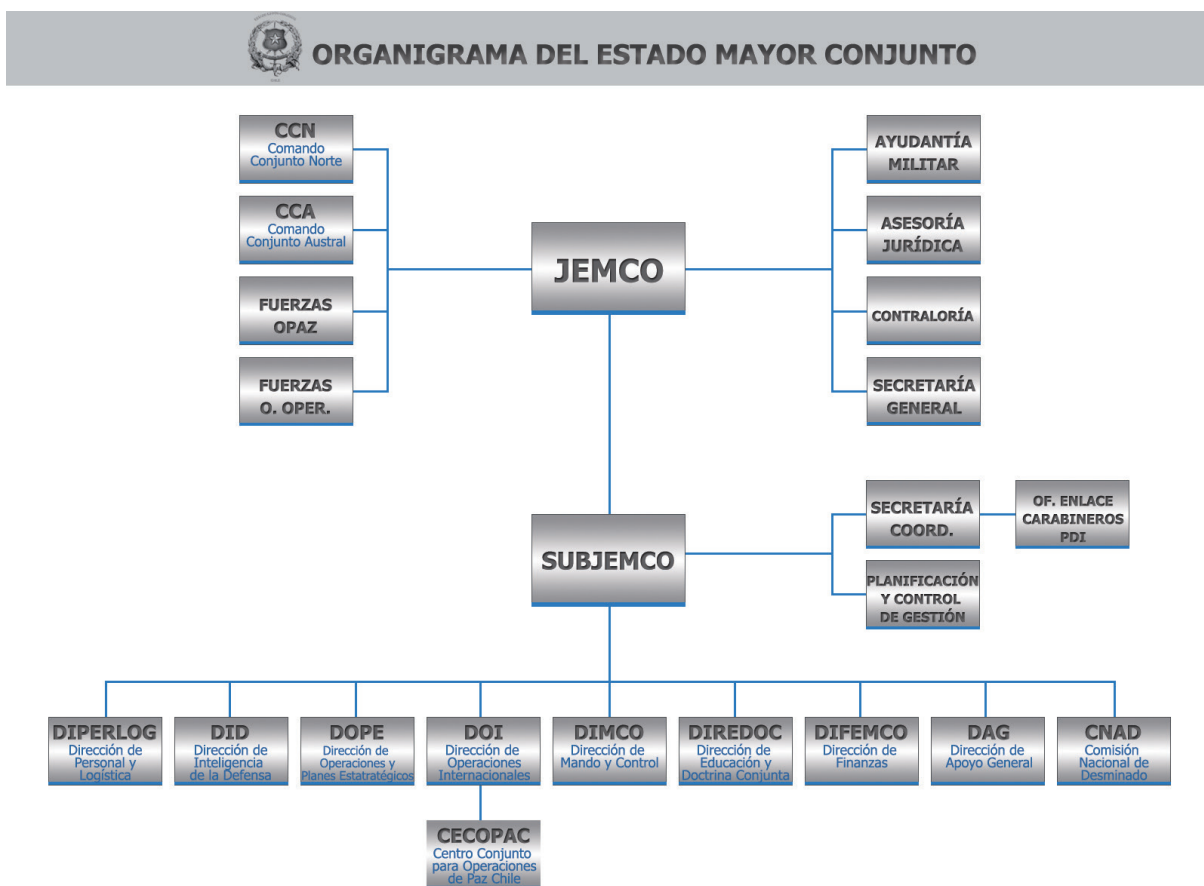 ORGANIGRAMA DEL ESTADO MAYOR CONJUNTO
CCN
Comando
Conjunto Norte
CCA
Comando
Conjunto Austral
FUERZAS
OPAZ
FUERZAS
O. OPER.
JEMCO
AYUDANTÍA
MILITAR
ASESORÍA
JURÍDICA
CONTRALORÍA
SECRETARÍA
GENERAL
SUBJEMCO
SECRETARÍA
COORD.
OF. ENLACE
CARABINEROS
PDI
PLANIFICACIÓN
Y CONTROL
DE GESTIÓN
DIPERLOG
Dirección de
Personal y
Logística
DID
Dirección de
Inteligencia
de la Defensa
DOPE
Dirección de
Operaciones y
Planes Estatratégicos
DOI
Dirección de
Operaciones
Internacionales
DIMCO
Dirección de
Mando y Control
DIREDOC
Dirección de
Educación y
Doctrina Conjunta
DIFEMCO
Dirección de
Finanzas
DAG
Dirección de
Apoyo General
CNAD
Comisión
Nacional de
Desminado
CECOPAC
Centro Conjunto
para Operaciones
de Paz Chile